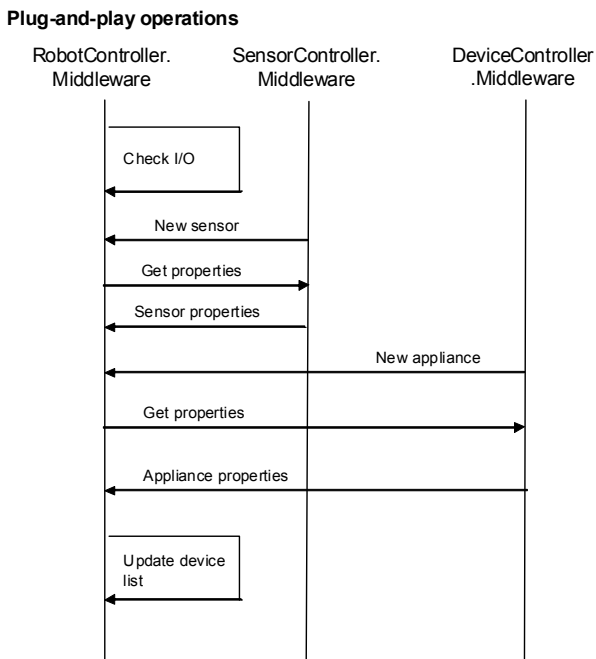 Plug-and-play operations
RobotController.
Middleware
SensorController.
Middleware
DeviceController
.Middleware
Check I/O
New sensor
Get properties
Sensor properties
New appliance
Get properties
Appliance properties
Update device
list